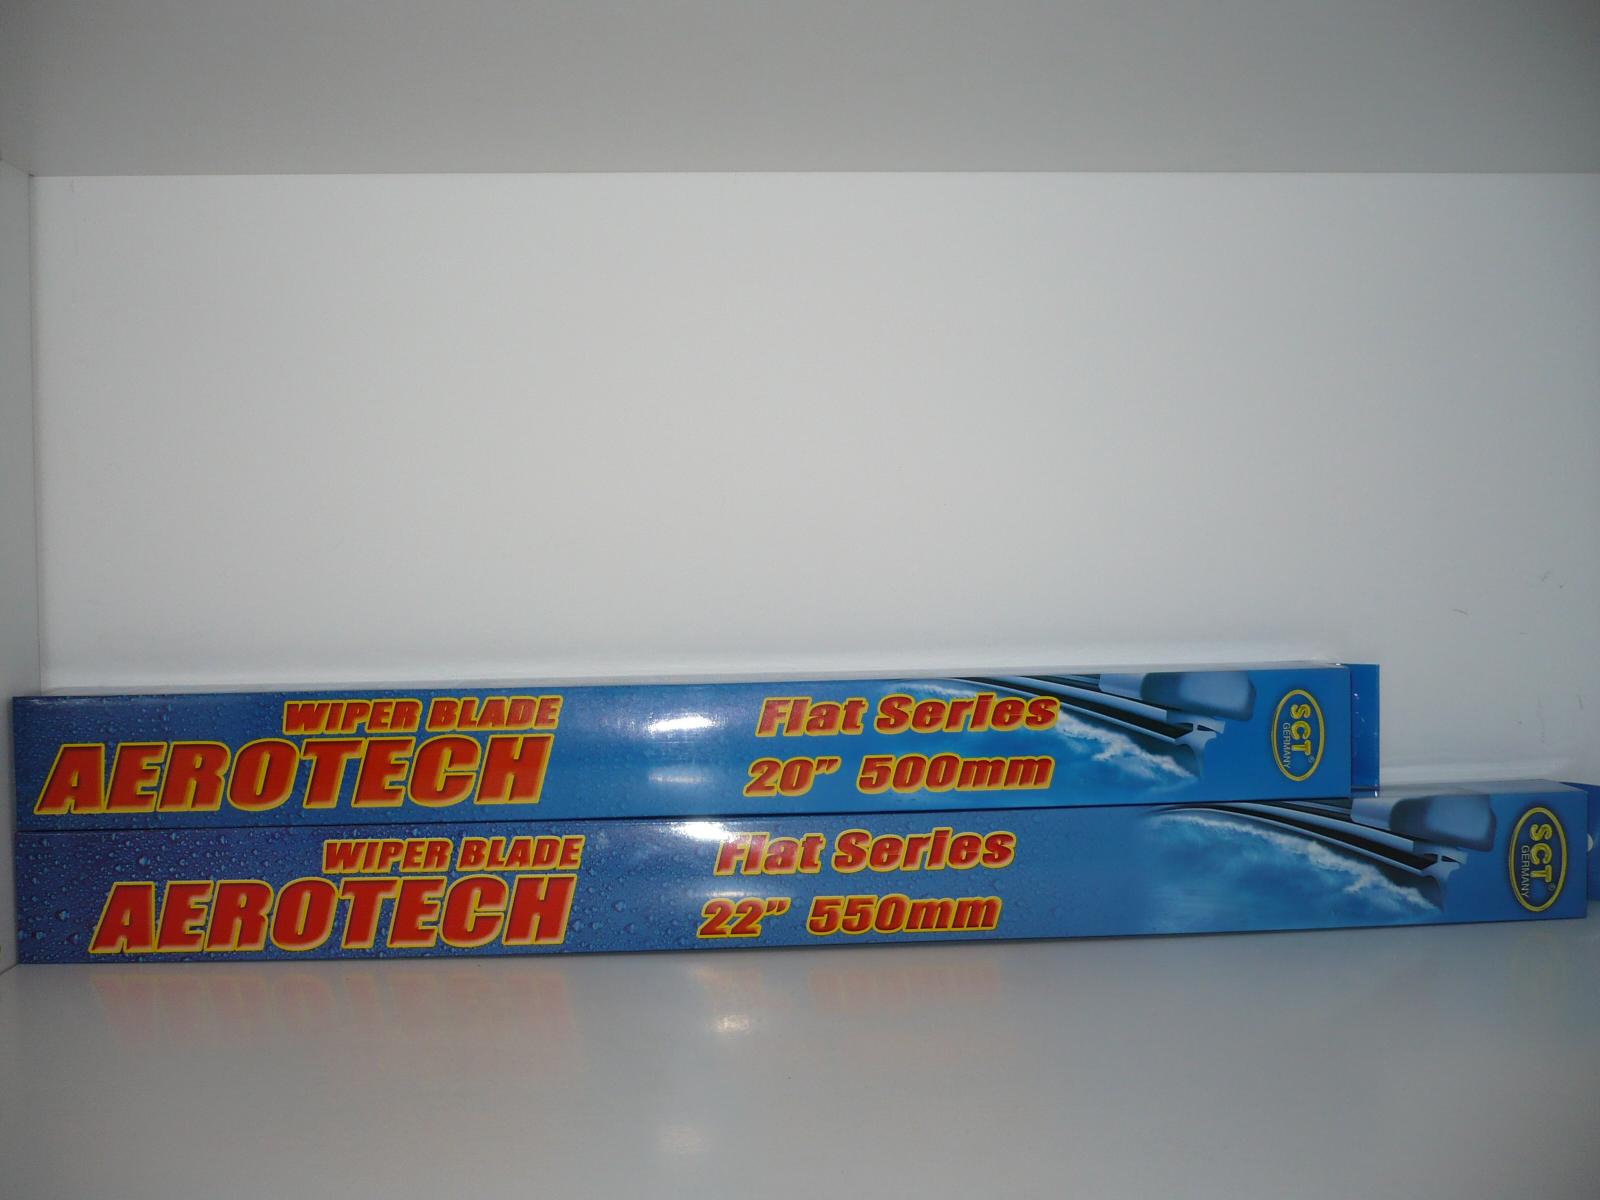 WIPER BLADE
AEROTECH
Flat Series
20" 500mm
SCT
GERMANY
®
WIPER BLADE
AEROTECH
Flat Series
22" 550mm
SCT
GERMANY
®